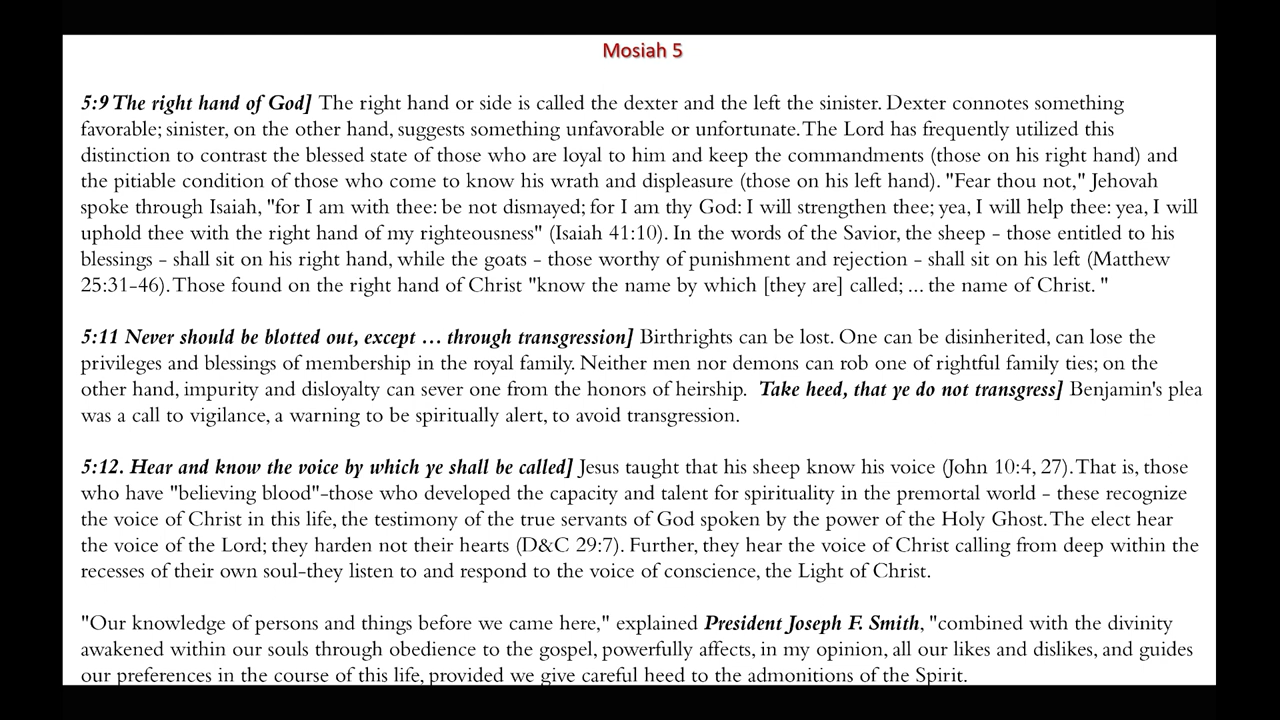 Mosiah 5
5:9 The right hand of God] The right hand or side is called the dexter and the left the sinister. Dexter connotes something
favorable; sinister, on the other hand, suggests something unfavorable or unfortunate. The Lord has frequently utilized this
distinction to contrast the blessed state of those who are loyal to him and keep the commandments (those on his right hand) and
the pitiable condition of those who come to know his wrath and displeasure (those on his left hand). "Fear thou not," Jehovah
spoke through Isaiah, "for I am with thee: be not dismayed; for I am thy God: I will strengthen thee; yea, I will help thee: yea, I will
uphold thee with the right hand of my righteousness" (Isaiah 41:10). In the words of the Savior, the sheep - those entitled to his
blessings - shall sit on his right hand, while the goats - those worthy of punishment and rejection - shall sit on his left (Matthew
25:31-46). Those found on the right hand of Christ "know the name by which [they are] called; ... the name of Christ. "
5:11 Never should be blotted out, except … through transgression] Birthrights can be lost. One can be disinherited, can lose the
privileges and blessings of membership in the royal family. Neither men nor demons can rob one of rightful family ties; on the
other hand, impurity and disloyalty can sever one from the honors of heirship. Take heed, that ye do not transgress] Benjamin's plea
was a call to vigilance, a warning to be spiritually alert, to avoid transgression.
5:12. Hear and know the voice by which ye shall be called] Jesus taught that his sheep know his voice (John 10:4, 27). That is, those
who have "believing blood"-those who developed the capacity and talent for spirituality in the premortal world - these recognize
the voice of Christ in this life, the testimony of the true servants of God spoken by the power of the Holy Ghost. The elect hear
the voice of the Lord; they harden not their hearts (D&C 29:7). Further, they hear the voice of Christ calling from deep within the
recesses of their own soul-they listen to and respond to the voice of conscience, the Light of Christ.
"Our knowledge of persons and things before we came here," explained President Joseph F. Smith, "combined with the divinity
awakened within our souls through obedience to the gospel, powerfully affects, in my opinion, all our likes and dislikes, and guides
our preferences in the course of this life, provided we give careful heed to the admonitions of the Spirit.